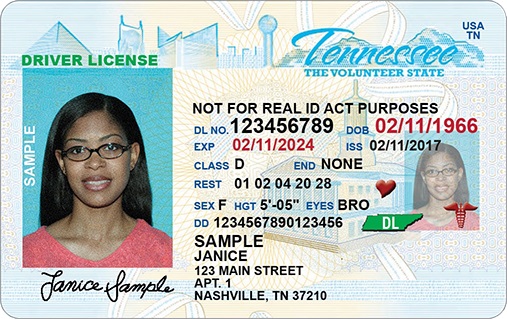 USA
TN
Tennessee
THE VOLUNTEER STATE
DRIVER LICENSE
SAMPLE
NOT FOR REAL ID ACT PURPOSES
DL NO. 123456789 DOB 02/11/1966
EXP 02/11/2024 ISS 02/11/2017
CLASS D END NONE
REST 01 02 04 20 28
SEX F HGT 5'-05" EYES BRO
DL
DD 1234567890123456
SAMPLE
JANICE
123 MAIN STREET
APT. 1
NASHVILLE, TN 37210
Janice Sample